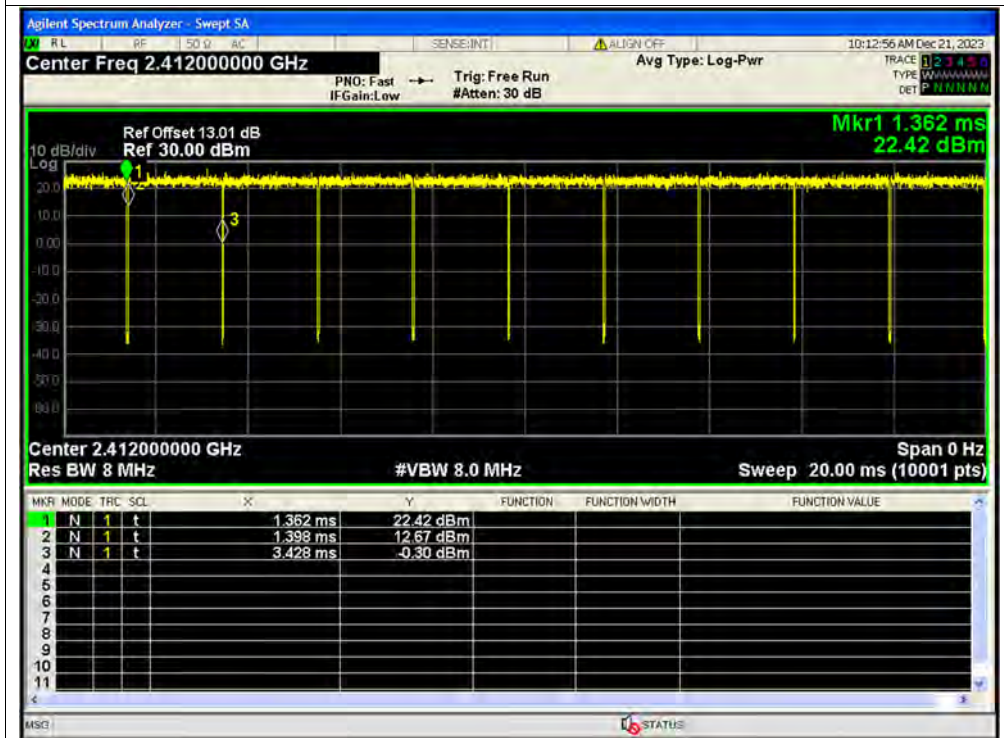 Agilent Spectrum Analyzer - Swept SA
LXI RL RF 50 Ω AC SENSE:INT ALIGN OFF 10:12:56 AM Dec 21, 2023
Center Freq 2.412000000 GHz
PNO: Fast
IFGain:Low
Trig: Free Run
#Atten: 30 dB
Avg Type: Log-Pwr
TRACE 1 2 3 4 5 6
TYPE W
DET P N N N N N
Mkr1 1.362 ms
22.42 dBm
Ref Offset 13.01 dB
10 dB/div Ref 30.00 dBm
Log
20.0
10.0
0.00
-10.0
-20.0
-30.0
-40.0
-50.0
-60.0
1
2
3
Center 2.412000000 GHz Span 0 Hz
Res BW 8 MHz #VBW 8.0 MHz Sweep 20.00 ms (10001 pts)
MKR MODE TRC SCL X Y FUNCTION FUNCTION WIDTH FUNCTION VALUE
1 N 1 t 1.362 ms 22.42 dBm
2 N 1 t 1.398 ms 12.67 dBm
3 N 1 t 3.428 ms -0.30 dBm
4
5
6
7
8
9
10
11
MSG STATUS